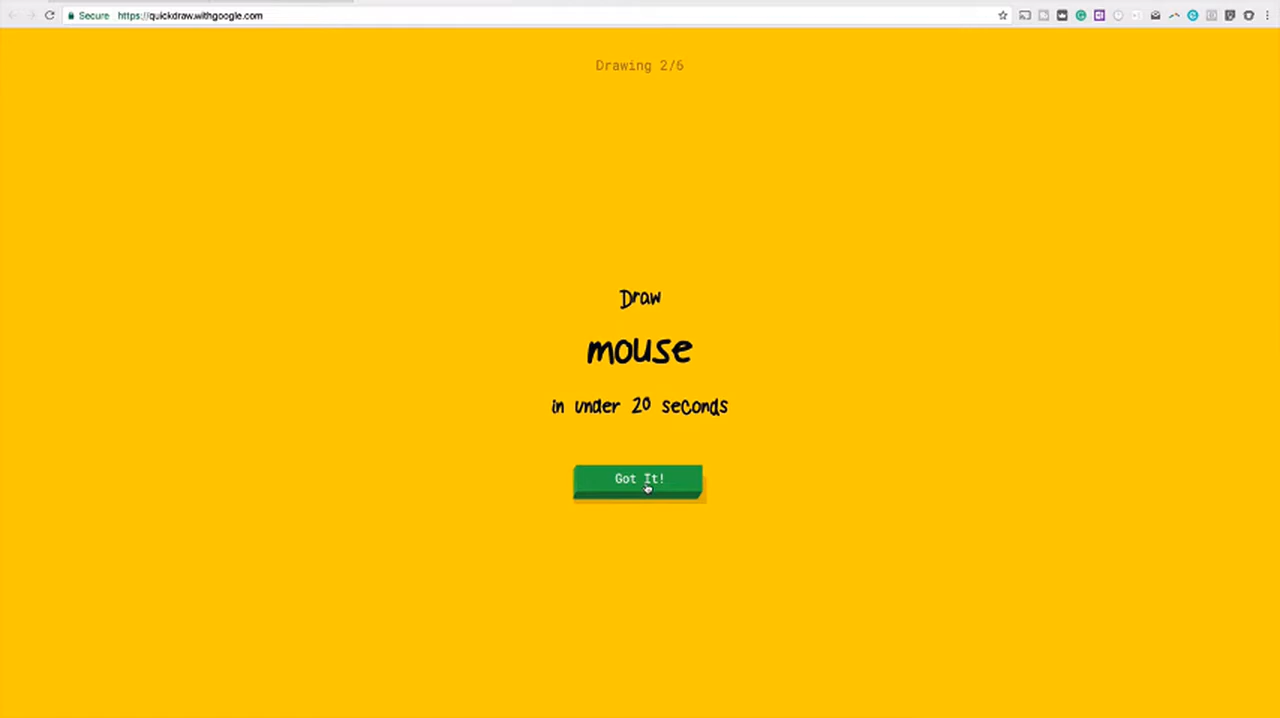 Secure https://quickdraw.withgoogle.com
Drawing 2/6
Draw
mouse
in under 20 seconds
Got It!